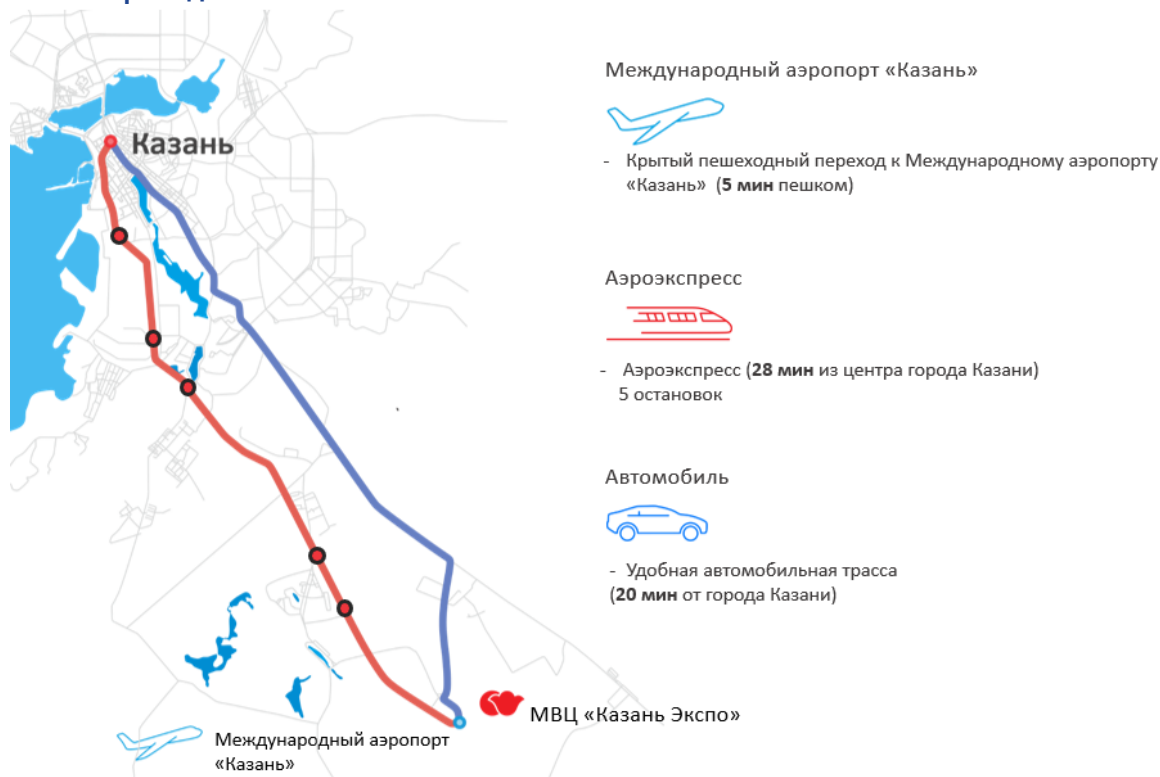 Казань
Международный аэропорт «Казань»
- Крытый пешеходный переход к Международному аэропорту
«Казань» (5 мин пешком)
Аэроэкспресс
- Аэроэкспресс (28 мин из центра города Казани)
5 остановок
Автомобиль
- Удобная автомобильная трасса
(20 мин от города Казани)
МВЦ «Казань Экспо»
Международный аэропорт
«Казань»